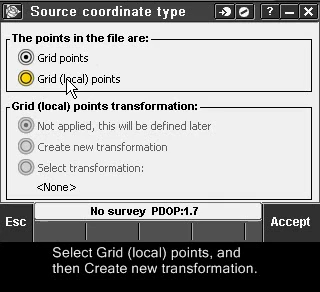 Source coordinate type
The points in the file are:
Grid points
Grid (local) points
Grid (local) points transformation:
Not applied, this will be defined later
Create new transformation
Select transformation:
<None>
Esc
No survey PDOP:1.7
Accept
Select Grid (local) points, and
then Create new transformation.